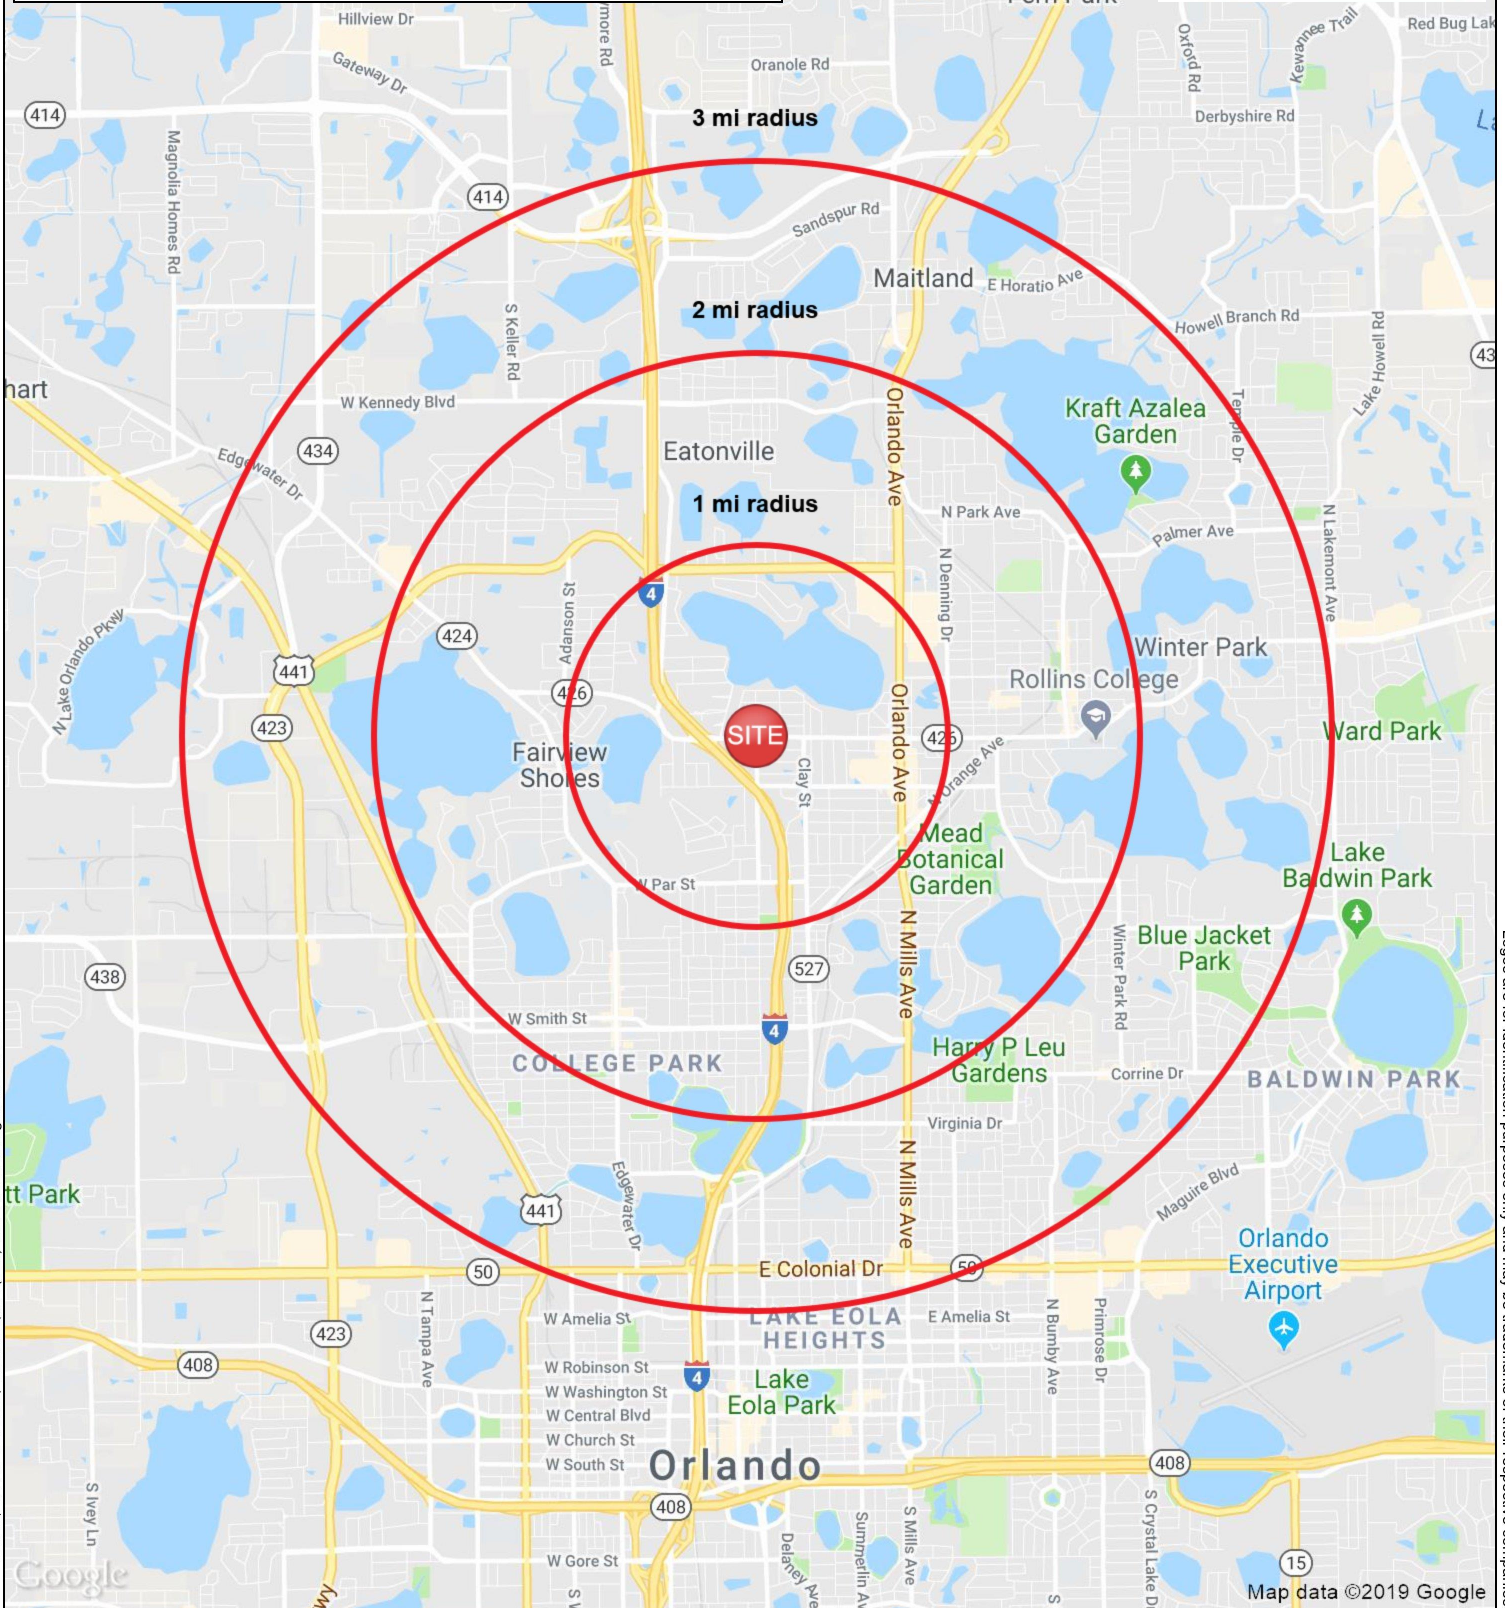 Hillview Dr
Gateway Dr
Oranole Rd
Oxford Rd
Kewannee Trail
Red Bug Lak
414
Magnolia Homes Rd
3 mi radius
Derbyshire Rd
414
Sandspur Rd
Maitland
E Horatio Ave
S Keller Rd
2 mi radius
Howell Branch Rd
Lake Howell Rd
43
hart
W Kennedy Blvd
Orlando Ave
Kraft Azalea
Garden
Temple Dr
434
Edgewater Dr
Eatonville
1 mi radius
N Park Ave
Palmer Ave
N Lakemont Ave
N Denning Dr
Adanson St
4
424
N Lake Orlando Pkwy
441
Winter Park
Rollins College
426
Orlando Ave
423
SITE
426
Ward Park
Fairview
Shores
Clay St
N Orange Ave
Mead
Botanical
Garden
Lake
Baldwin Park
W Par St
N Mills Ave
Winter Park Rd
Blue Jacket
Park
438
527
W Smith St
4
COLLEGE PARK
Harry P Leu
Gardens
Corrine Dr
BALDWIN PARK
Virginia Dr
N Mills Ave
Edgewater Dr
Maguire Blvd
tt Park
441
Orlando
Executive
Airport
50
E Colonial Dr
50
N Tampa Ave
W Amelia St
LAKE EOLA
HEIGHTS
E Amelia St
N Bumby Ave
Primrose Dr
423
408
W Robinson St
4
W Washington St
Lake
Eola Park
W Central Blvd
W Church St
W South St
Orlando
408
408
S Ivey Ln
Delaney Ave
Summerlin Av
S Mills Ave
S Crystal Lake D
W Gore St
15
S
wy
Google
Map data ©2019 Google